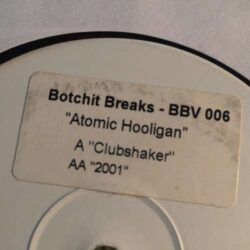 Botchit Breaks - BBV 006
"Atomic Hooligan"
A "Clubshaker"
AA "2001"